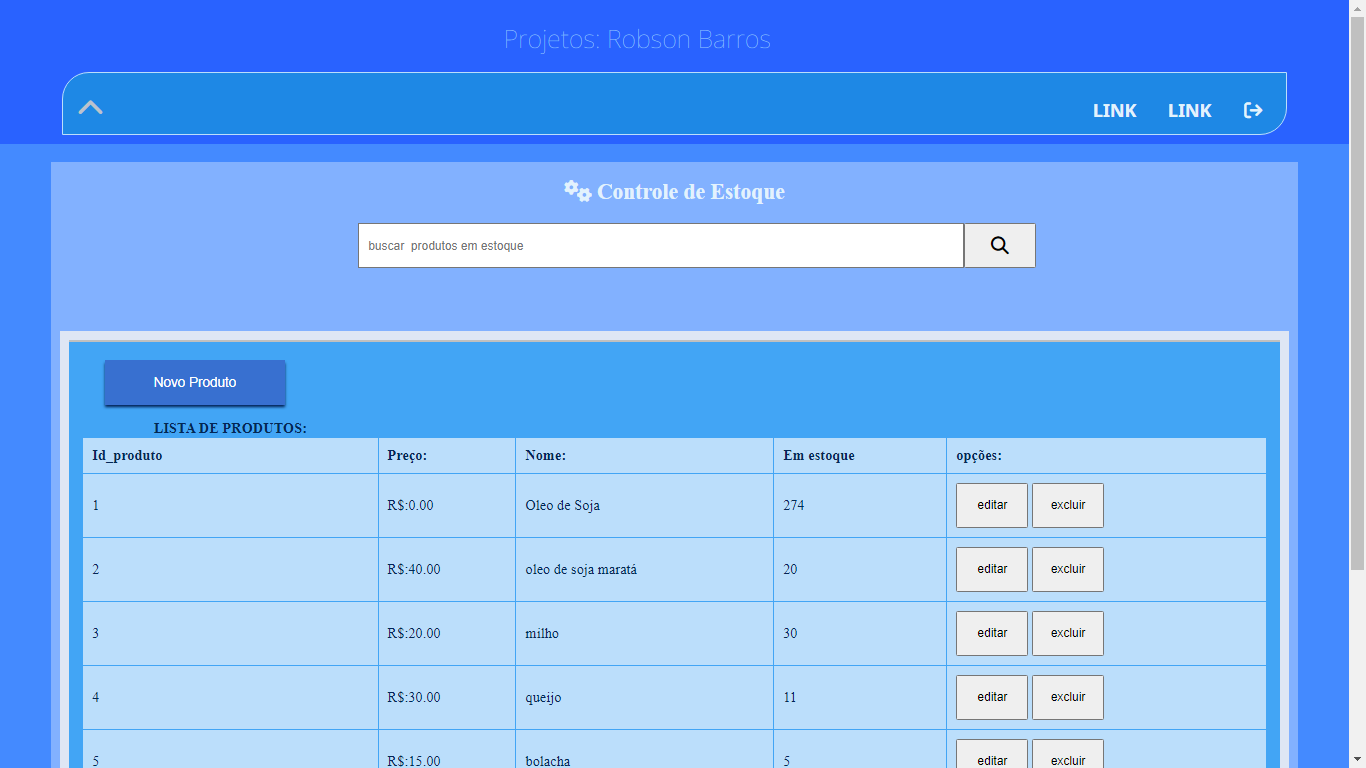 Projetos: Robson Barros
LINK LINK
Controle de Estoque
buscar  produtos em estoque
Novo Produto
LISTA DE PRODUTOS:
Id_produto Preço: Nome: Em estoque opções:
1 R$:0.00 Oleo de Soja 274 editar excluir
2 R$:40.00 oleo de soja maratá 20 editar excluir
3 R$:20.00 milho 30 editar excluir
4 R$:30.00 queijo 11 editar excluir
5 R$:15.00 bolacha 5 editar excluir